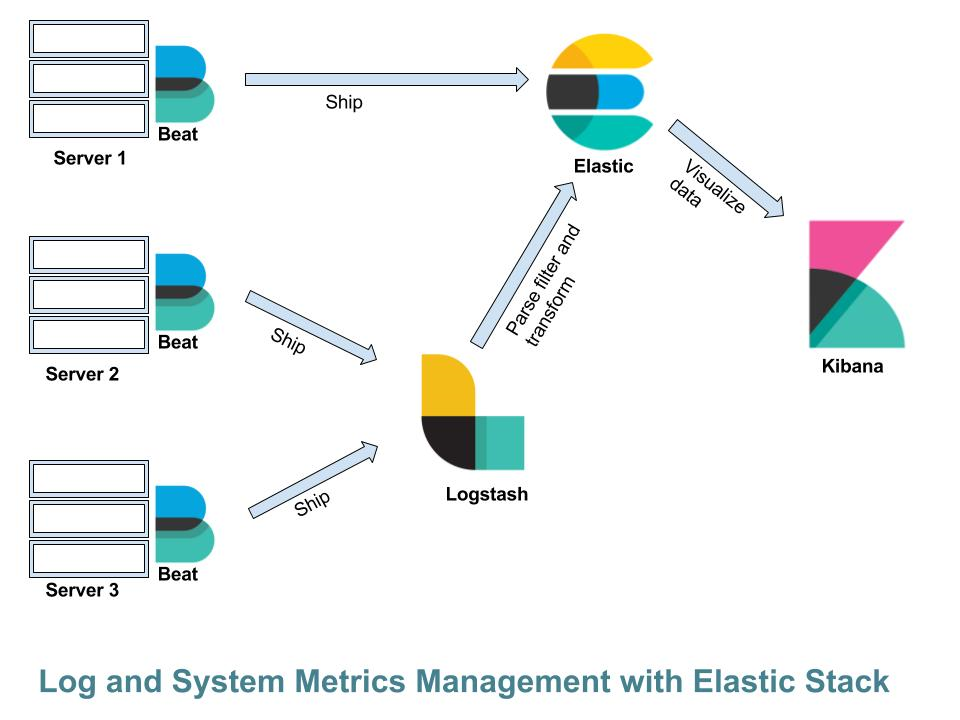 Beat
Server 1
Ship
Elastic
Visualize
data
Parse filter and
transform
Beat
Server 2
Ship
Kibana
Logstash
Ship
Beat
Server 3
Log and System Metrics Management with Elastic Stack